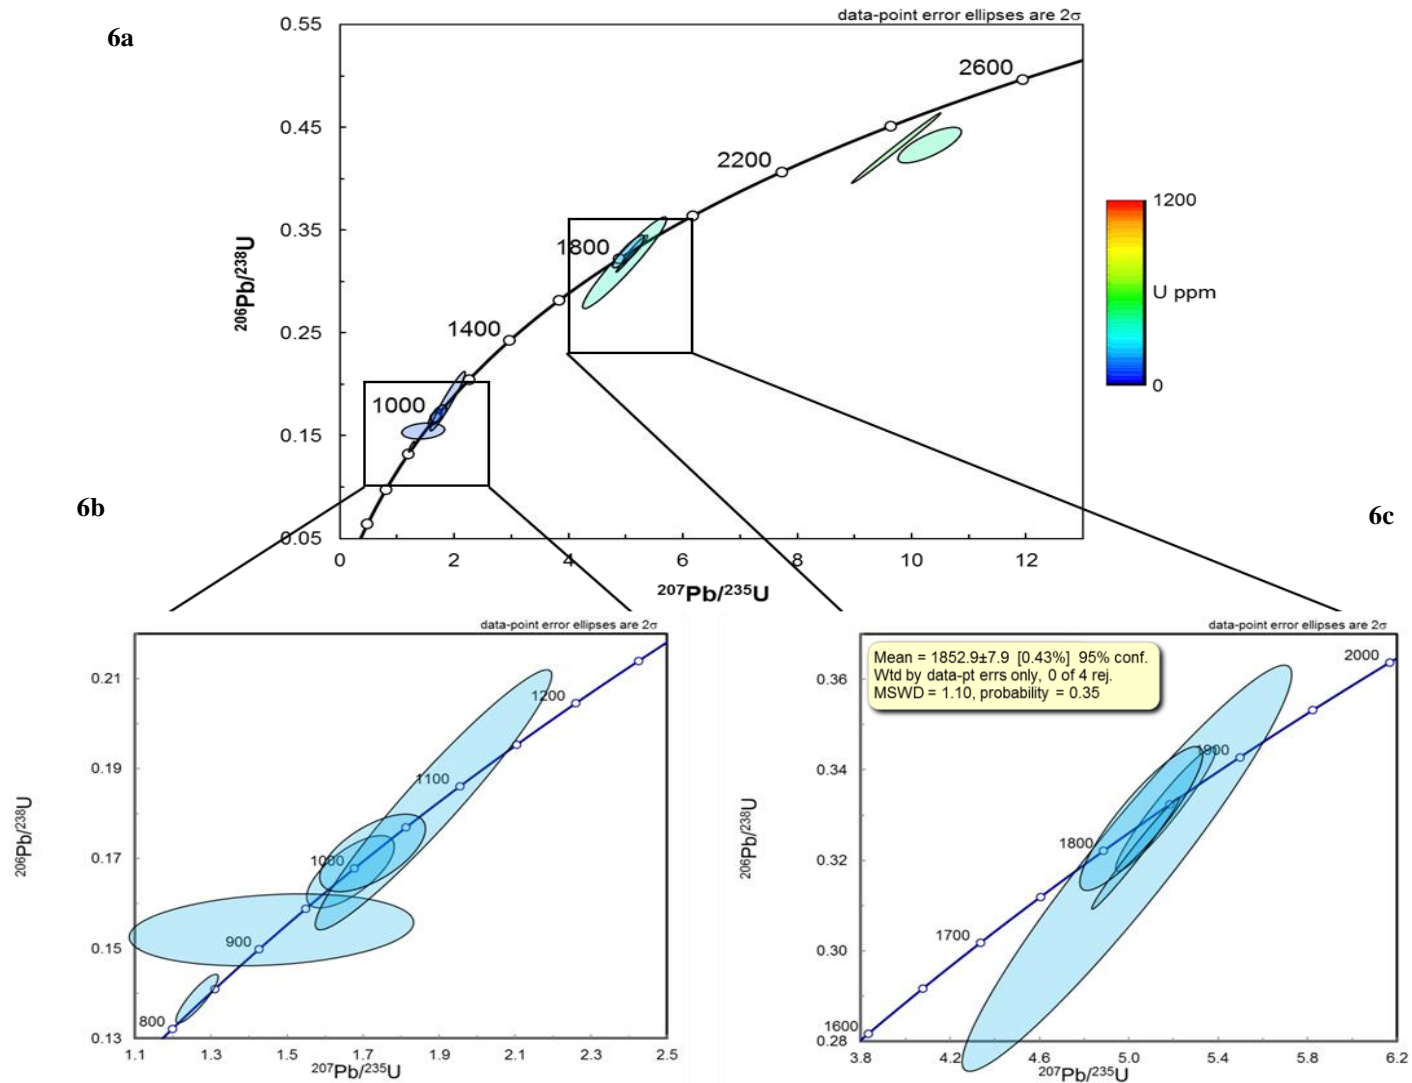 6a
data-point error ellipses are 2σ
0.55
0.45
0.35
0.25
0.15
0.05
²⁰⁶Pb/²³⁸U
2600
2200
1800
1400
1000
0 2 4 6 8 10 12
²⁰⁷Pb/²³⁵U
1200
U ppm
0
6b
6c
data-point error ellipses are 2σ
0.21
0.19
0.17
0.15
0.13
²⁰⁶Pb/²³⁸U
1200
1100
1000
900
800
1.1 1.3 1.5 1.7 1.9 2.1 2.3 2.5
²⁰⁷Pb/²³⁵U
data-point error ellipses are 2σ
Mean = 1852.9±7.9 [0.43%] 95% conf.
Wtd by data-pt errs only, 0 of 4 rej.
MSWD = 1.10, probability = 0.35
0.36
0.34
0.32
0.30
0.28
²⁰⁶Pb/²³⁸U
2000
1900
1800
1700
1600
3.8 4.2 4.6 5.0 5.4 5.8 6.2
²⁰⁷Pb/²³⁵U